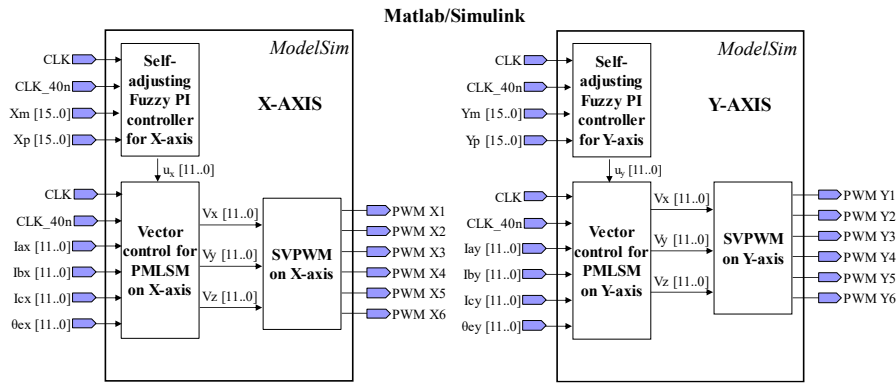 Matlab/Simulink
ModelSim
X-AXIS
CLK
CLK_40n
Xm [15..0]
Xp [15..0]
Self-
adjusting
Fuzzy PI
controller
for X-axis
uₓ [11..0]
CLK
CLK_40n
Iax [11..0]
Ibx [11..0]
Icx [11..0]
θex [11..0]
Vector
control for
PMLSM
on X-axis
Vx [11..0]
Vy [11..0]
Vz [11..0]
SVPWM
on X-axis
PWM X1
PWM X2
PWM X3
PWM X4
PWM X5
PWM X6
ModelSim
Y-AXIS
CLK
CLK_40n
Ym [15..0]
Yp [15..0]
Self-
adjusting
Fuzzy PI
controller
for Y-axis
u_y [11..0]
CLK
CLK_40n
Iay [11..0]
Iby [11..0]
Icy [11..0]
θey [11..0]
Vector
control for
PMLSM
on Y-axis
Vx [11..0]
Vy [11..0]
Vz [11..0]
SVPWM
on Y-axis
PWM Y1
PWM Y2
PWM Y3
PWM Y4
PWM Y5
PWM Y6